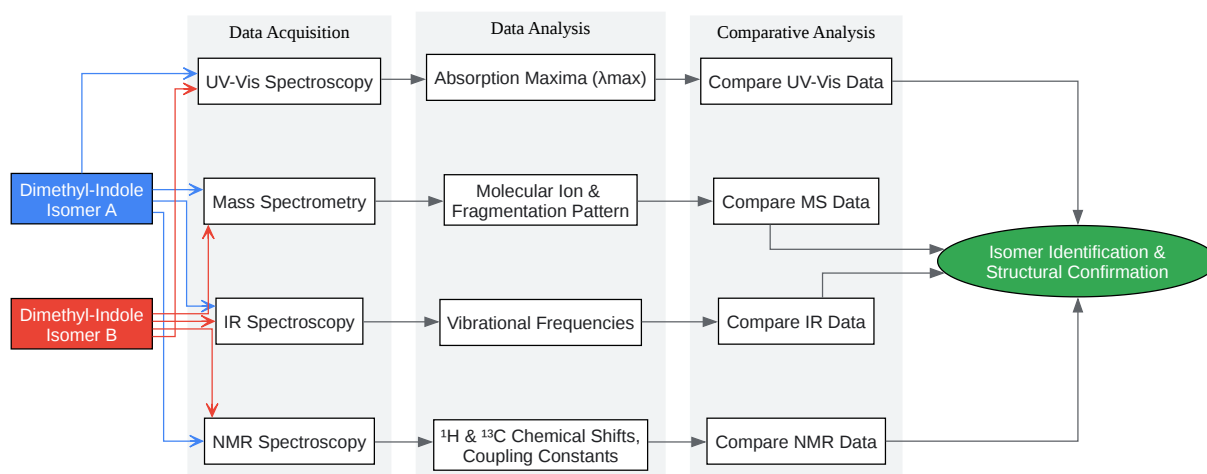 Data Acquisition
Data Analysis
Comparative Analysis
UV-Vis Spectroscopy
Absorption Maxima (λmax)
Compare UV-Vis Data
Dimethyl-Indole
Isomer A
Mass Spectrometry
Molecular Ion &
Fragmentation Pattern
Compare MS Data
Isomer Identification &
Structural Confirmation
Dimethyl-Indole
Isomer B
IR Spectroscopy
Vibrational Frequencies
Compare IR Data
NMR Spectroscopy
¹H & ¹³C Chemical Shifts,
Coupling Constants
Compare NMR Data